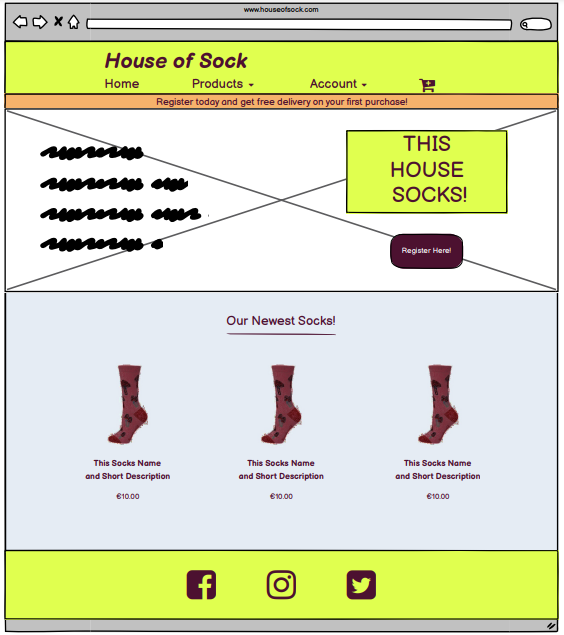 www.houseofsock.com
House of Sock
Home Products Account
Register today and get free delivery on your first purchase!
THIS
HOUSE
SOCKS!
Register Here!
Our Newest Socks!
This Socks Name This Socks Name This Socks Name
and Short Description and Short Description and Short Description
€10.00 €10.00 €10.00